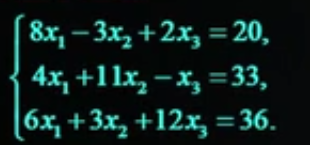 8x₁ − 3x₂ + 2x₃ = 20,
4x₁ + 11x₂ − x₃ = 33,
6x₁ + 3x₂ + 12x₃ = 36.